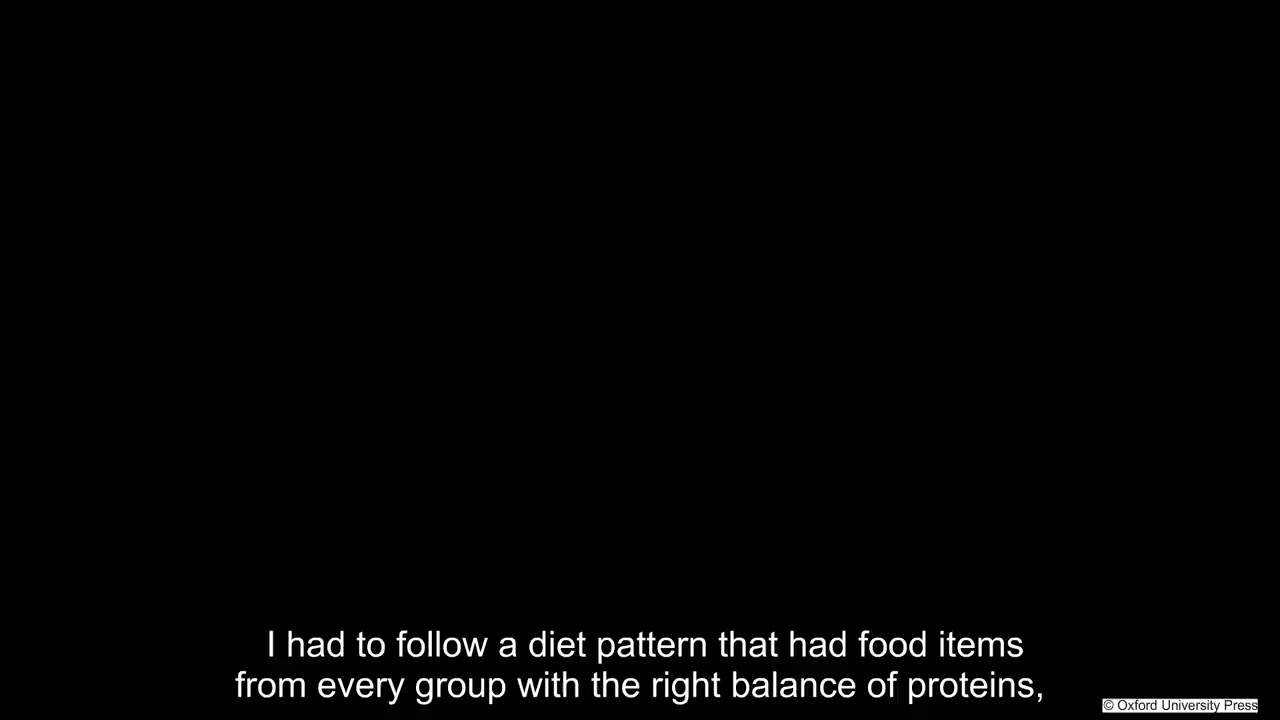 I had to follow a diet pattern that had food items
from every group with the right balance of proteins,
© Oxford University Press